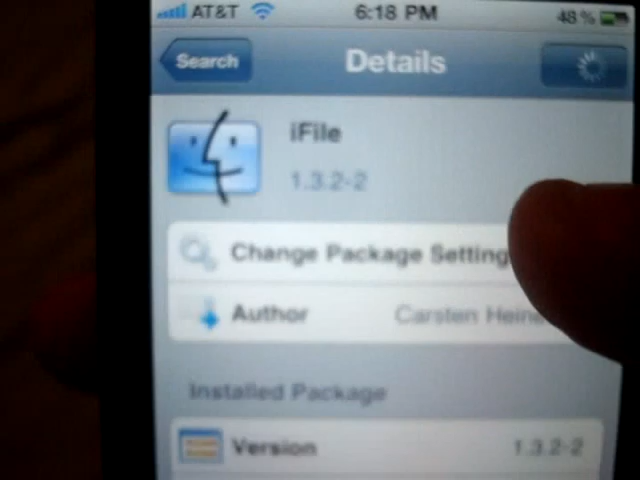 AT&T 6:18 PM 48%
Search Details
iFile
1.3.2-2
Change Package Setting
Author Carsten Hein
Installed Package
Version 1.3.2-2